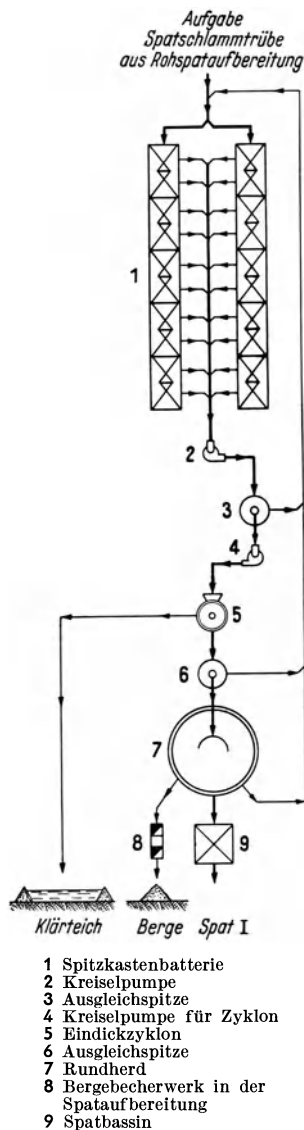 Aufgabe
Spatschlammtrübe
aus Rohspataufbereitung
1
2
3
4
5
6
7
8
9
Klärteich
Berge
Spat I
1 Spitzkastenbatterie
2 Kreiselpumpe
3 Ausgleichspitze
4 Kreiselpumpe für Zyklon
5 Eindickzyklon
6 Ausgleichspitze
7 Rundherd
8 Bergebecherwerk in der
Spataufbereitung
9 Spatbassin